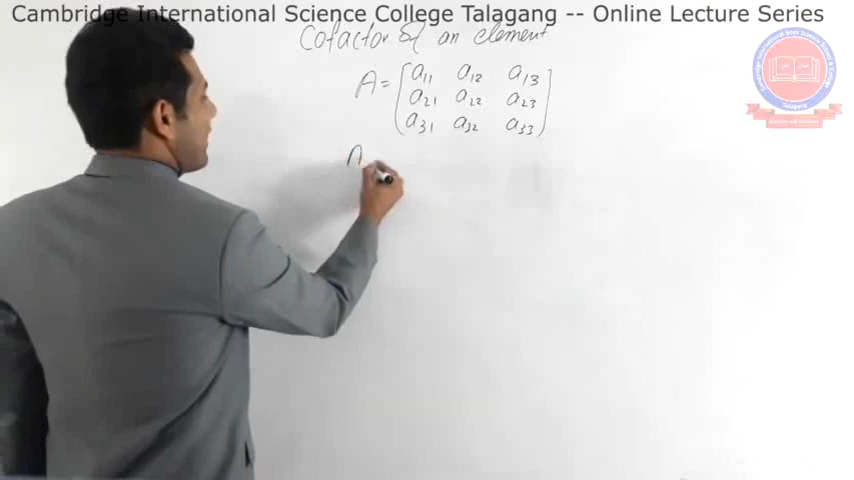 Cambridge International Science College Talagang -- Online Lecture Series
Cofactor of an element
A = [a11 a12 a13
a21 a22 a23
a31 a32 a33]
Talagang